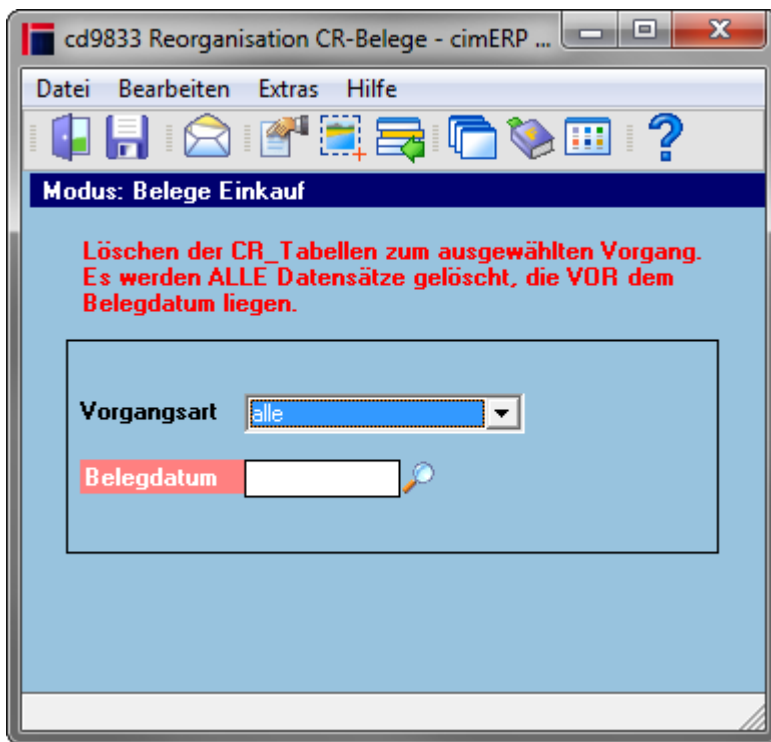 cd9833 Reorganisation CR-Belege - cimERP ...
Datei Bearbeiten Extras Hilfe
Modus: Belege Einkauf
Löschen der CR_Tabellen zum ausgewählten Vorgang.
Es werden ALLE Datensätze gelöscht, die VOR dem
Belegdatum liegen.
Vorgangsart alle
Belegdatum